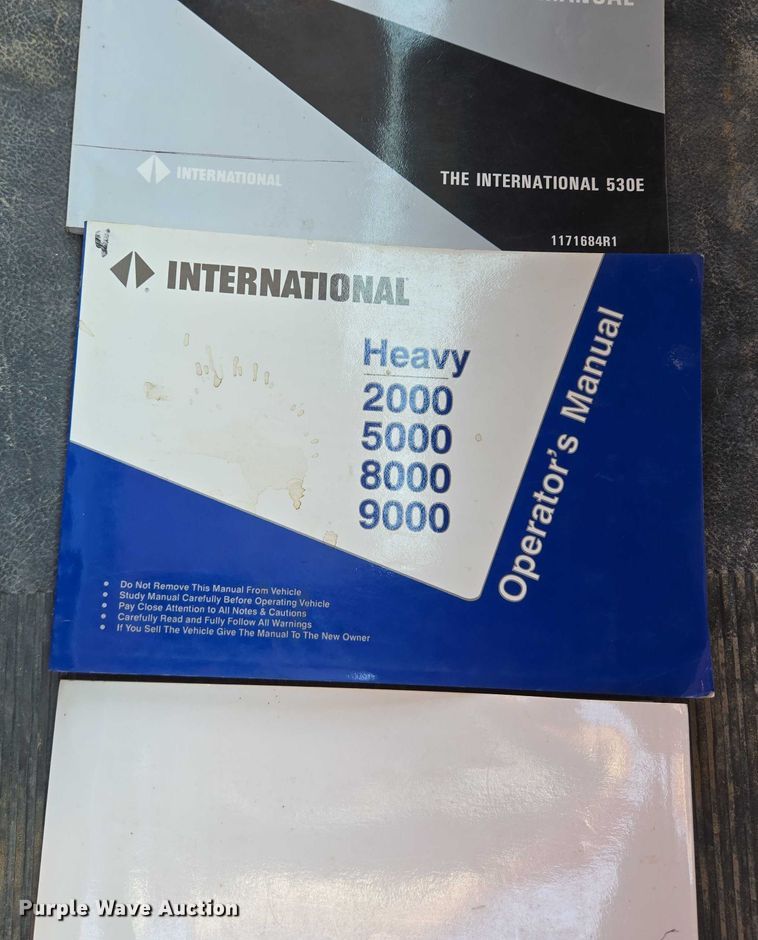 MANUAL
INTERNATIONAL
THE INTERNATIONAL 530E
1171684R1
INTERNATIONAL
Heavy
2000
5000
8000
9000
Operator's Manual
• Do Not Remove This Manual From Vehicle
• Study Manual Carefully Before Operating Vehicle
• Pay Close Attention to All Notes & Cautions
• Carefully Read and Fully Follow All Warnings
• If You Sell The Vehicle Give The Manual To The New Owner
Purple Wave Auction